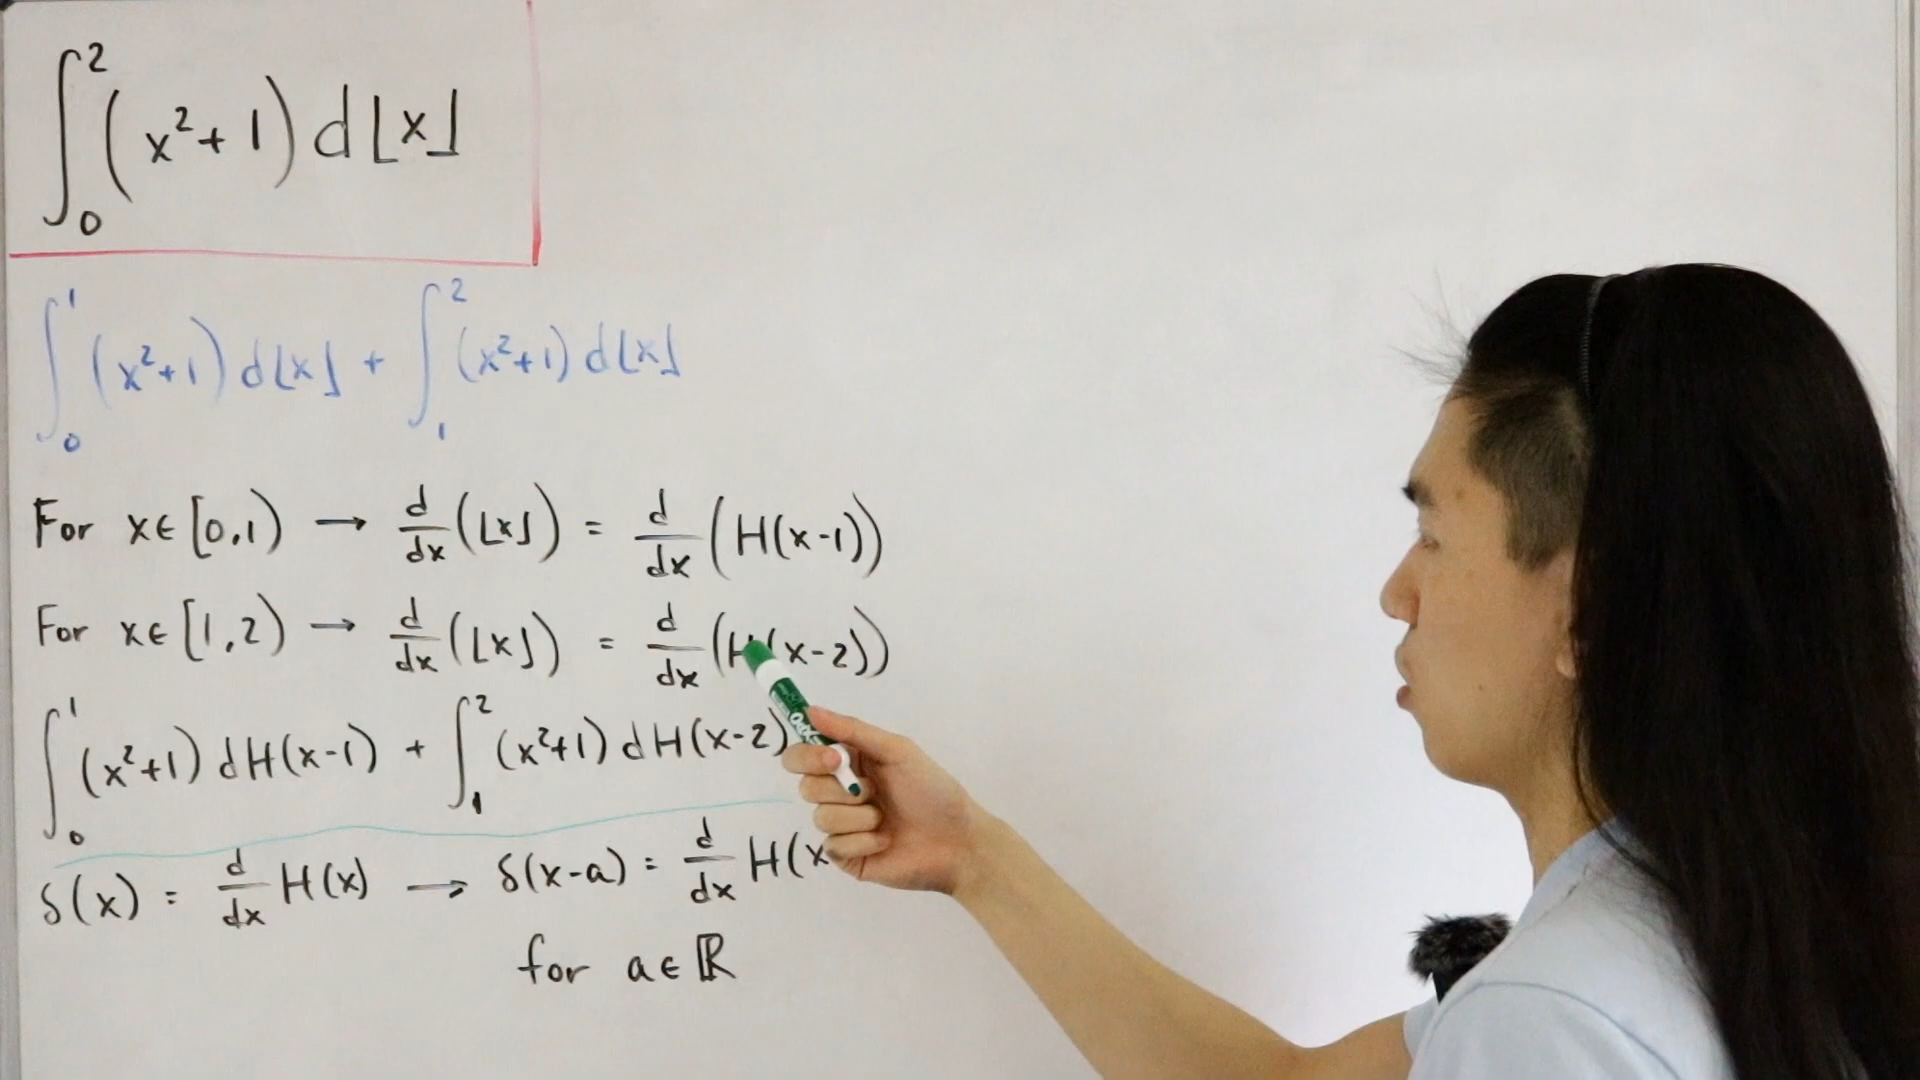 ∫₀² (x²+1) d⌊x⌋
∫₀¹ (x²+1) d⌊x⌋ + ∫₁² (x²+1) d⌊x⌋
For x∈[0,1) → d/dx (⌊x⌋) = d/dx (H(x-1))
For x∈[1,2) → d/dx (⌊x⌋) = d/dx (H(x-2))
∫₀¹ (x²+1) dH(x-1) + ∫₁² (x²+1) dH(x-2)
δ(x) = d/dx H(x) → δ(x-a) = d/dx H(x
for a∈ℝ